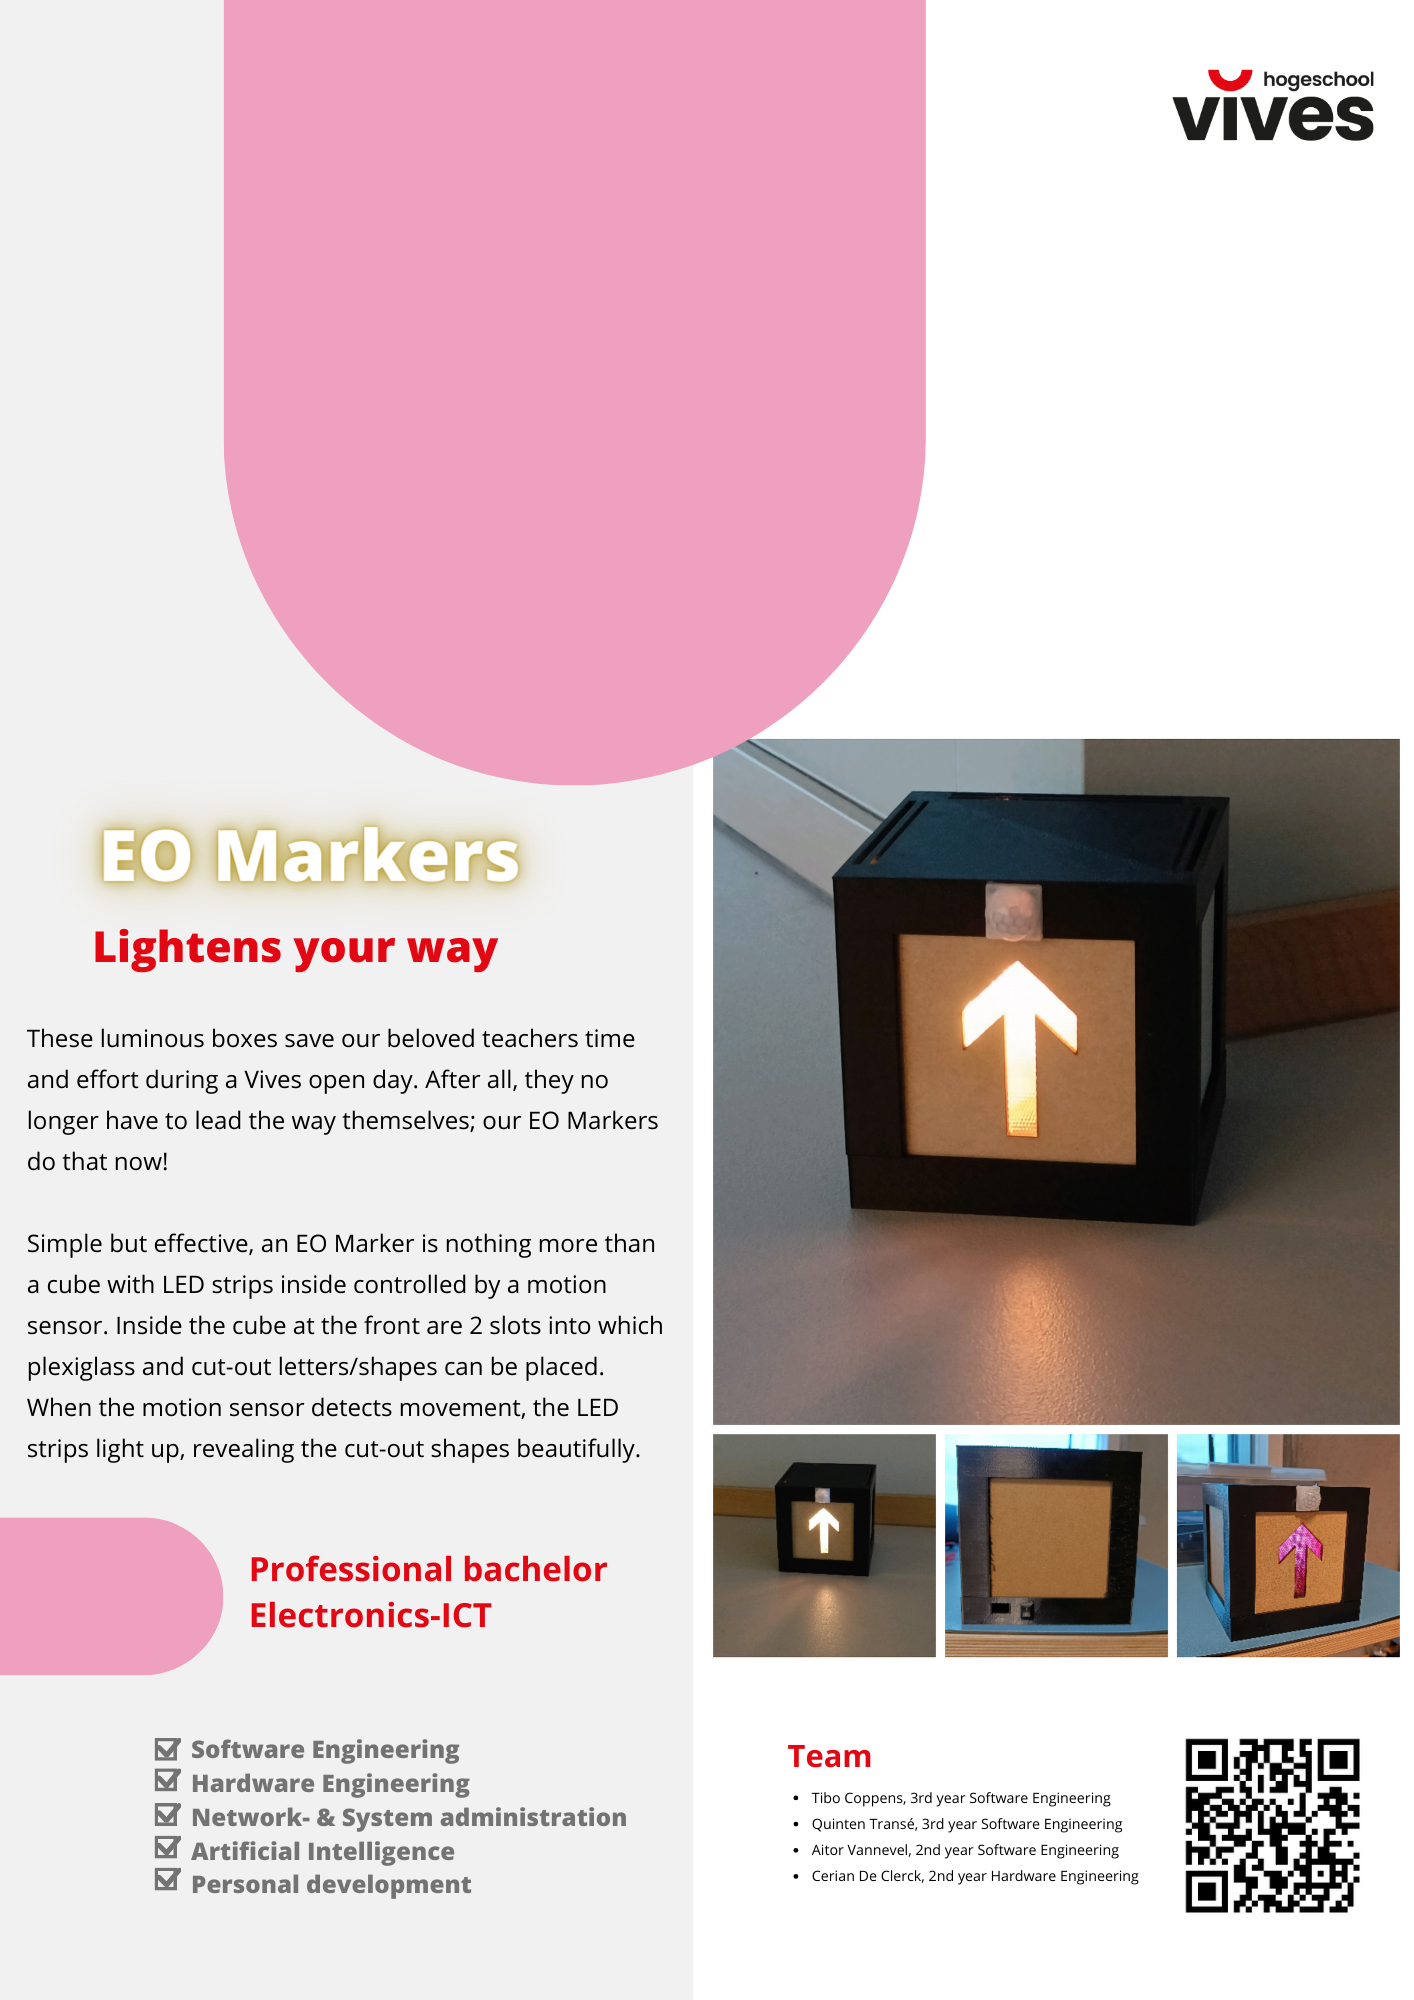 hogeschool
vives
EO Markers
Lightens your way
These luminous boxes save our beloved teachers time
and effort during a Vives open day. After all, they no
longer have to lead the way themselves; our EO Markers
do that now!
Simple but effective, an EO Marker is nothing more than
a cube with LED strips inside controlled by a motion
sensor. Inside the cube at the front are 2 slots into which
plexiglass and cut-out letters/shapes can be placed.
When the motion sensor detects movement, the LED
strips light up, revealing the cut-out shapes beautifully.
Professional bachelor
Electronics-ICT
Software Engineering
Hardware Engineering
Network- & System administration
Artificial Intelligence
Personal development
Team
• Tibo Coppens, 3rd year Software Engineering
• Quinten Transé, 3rd year Software Engineering
• Aitor Vannevel, 2nd year Software Engineering
• Cerian De Clerck, 2nd year Hardware Engineering